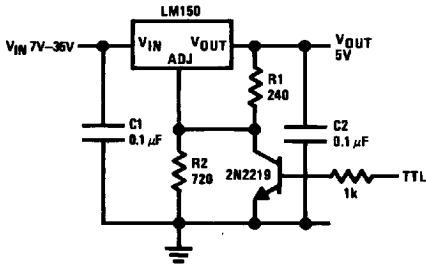 LM150
VIN 7V–35V
VIN
VOUT
ADJ
VOUT
5V
R1
240
C1
0.1 μF
C2
0.1 μF
R2
720
2N2219
TTL
1k